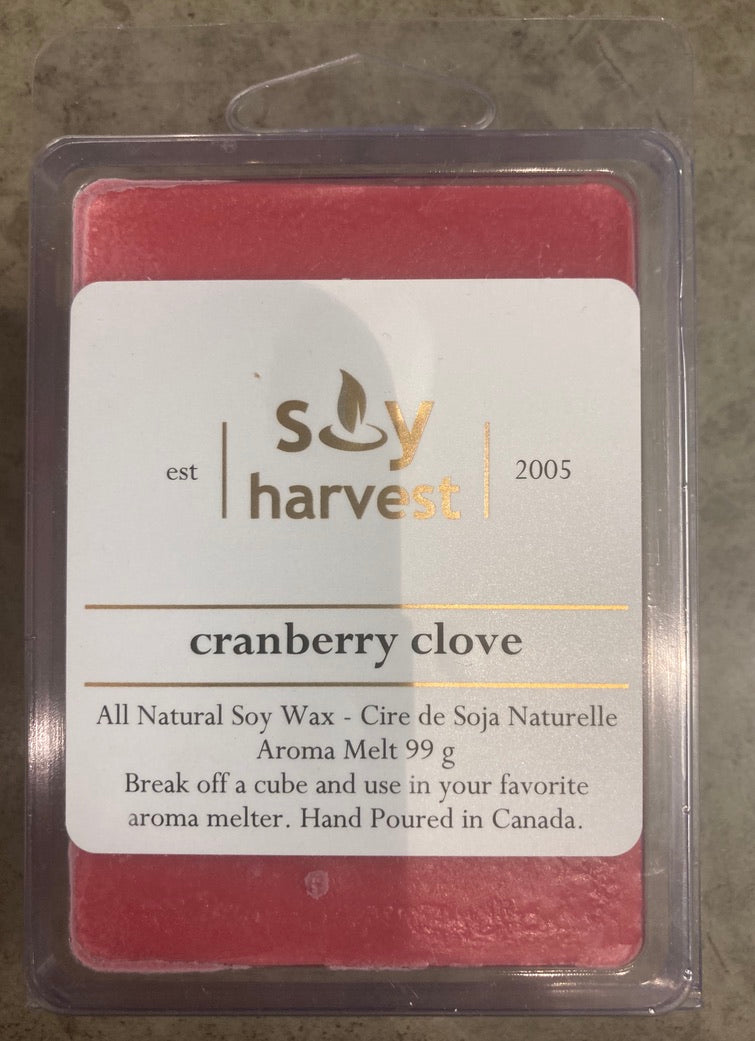 soy
est
harvest
2005
cranberry clove
All Natural Soy Wax - Cire de Soja Naturelle
Aroma Melt 99 g
Break off a cube and use in your favorite
aroma melter. Hand Poured in Canada.